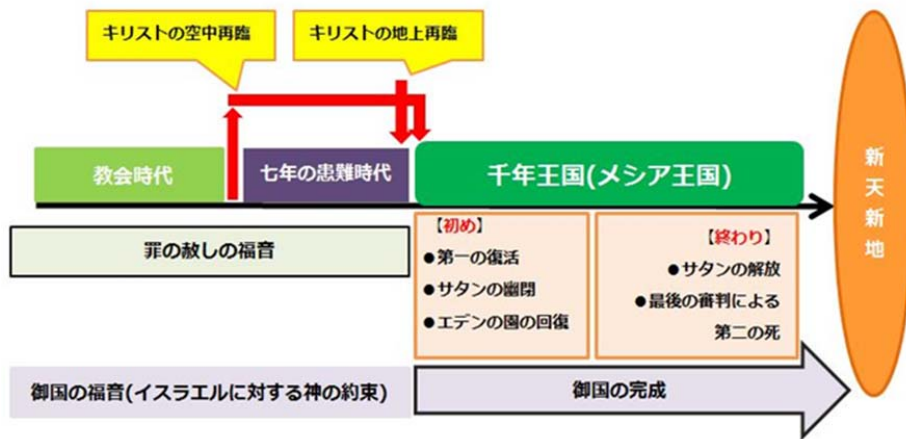 キリストの空中再臨
キリストの地上再臨
教会時代
七年の患難時代
千年王国(メシア王国)
新天新地
罪の赦しの福音
【初め】
●第一の復活
●サタンの幽閉
●エデンの園の回復
【終わり】
●サタンの解放
●最後の審判による
第二の死
御国の福音(イスラエルに対する神の約束)
御国の完成